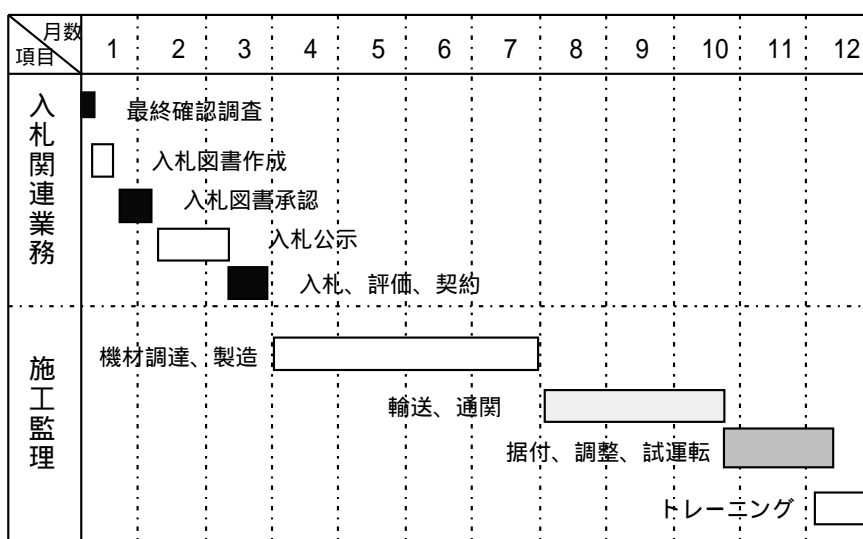 月数
項目
1 2 3 4 5 6 7 8 9 10 11 12
入札関連業務
最終確認調査
入札図書作成
入札図書承認
入札公示
入札、評価、契約
施工監理
機材調達、製造
輸送、通関
据付、調整、試運転
トレーニング